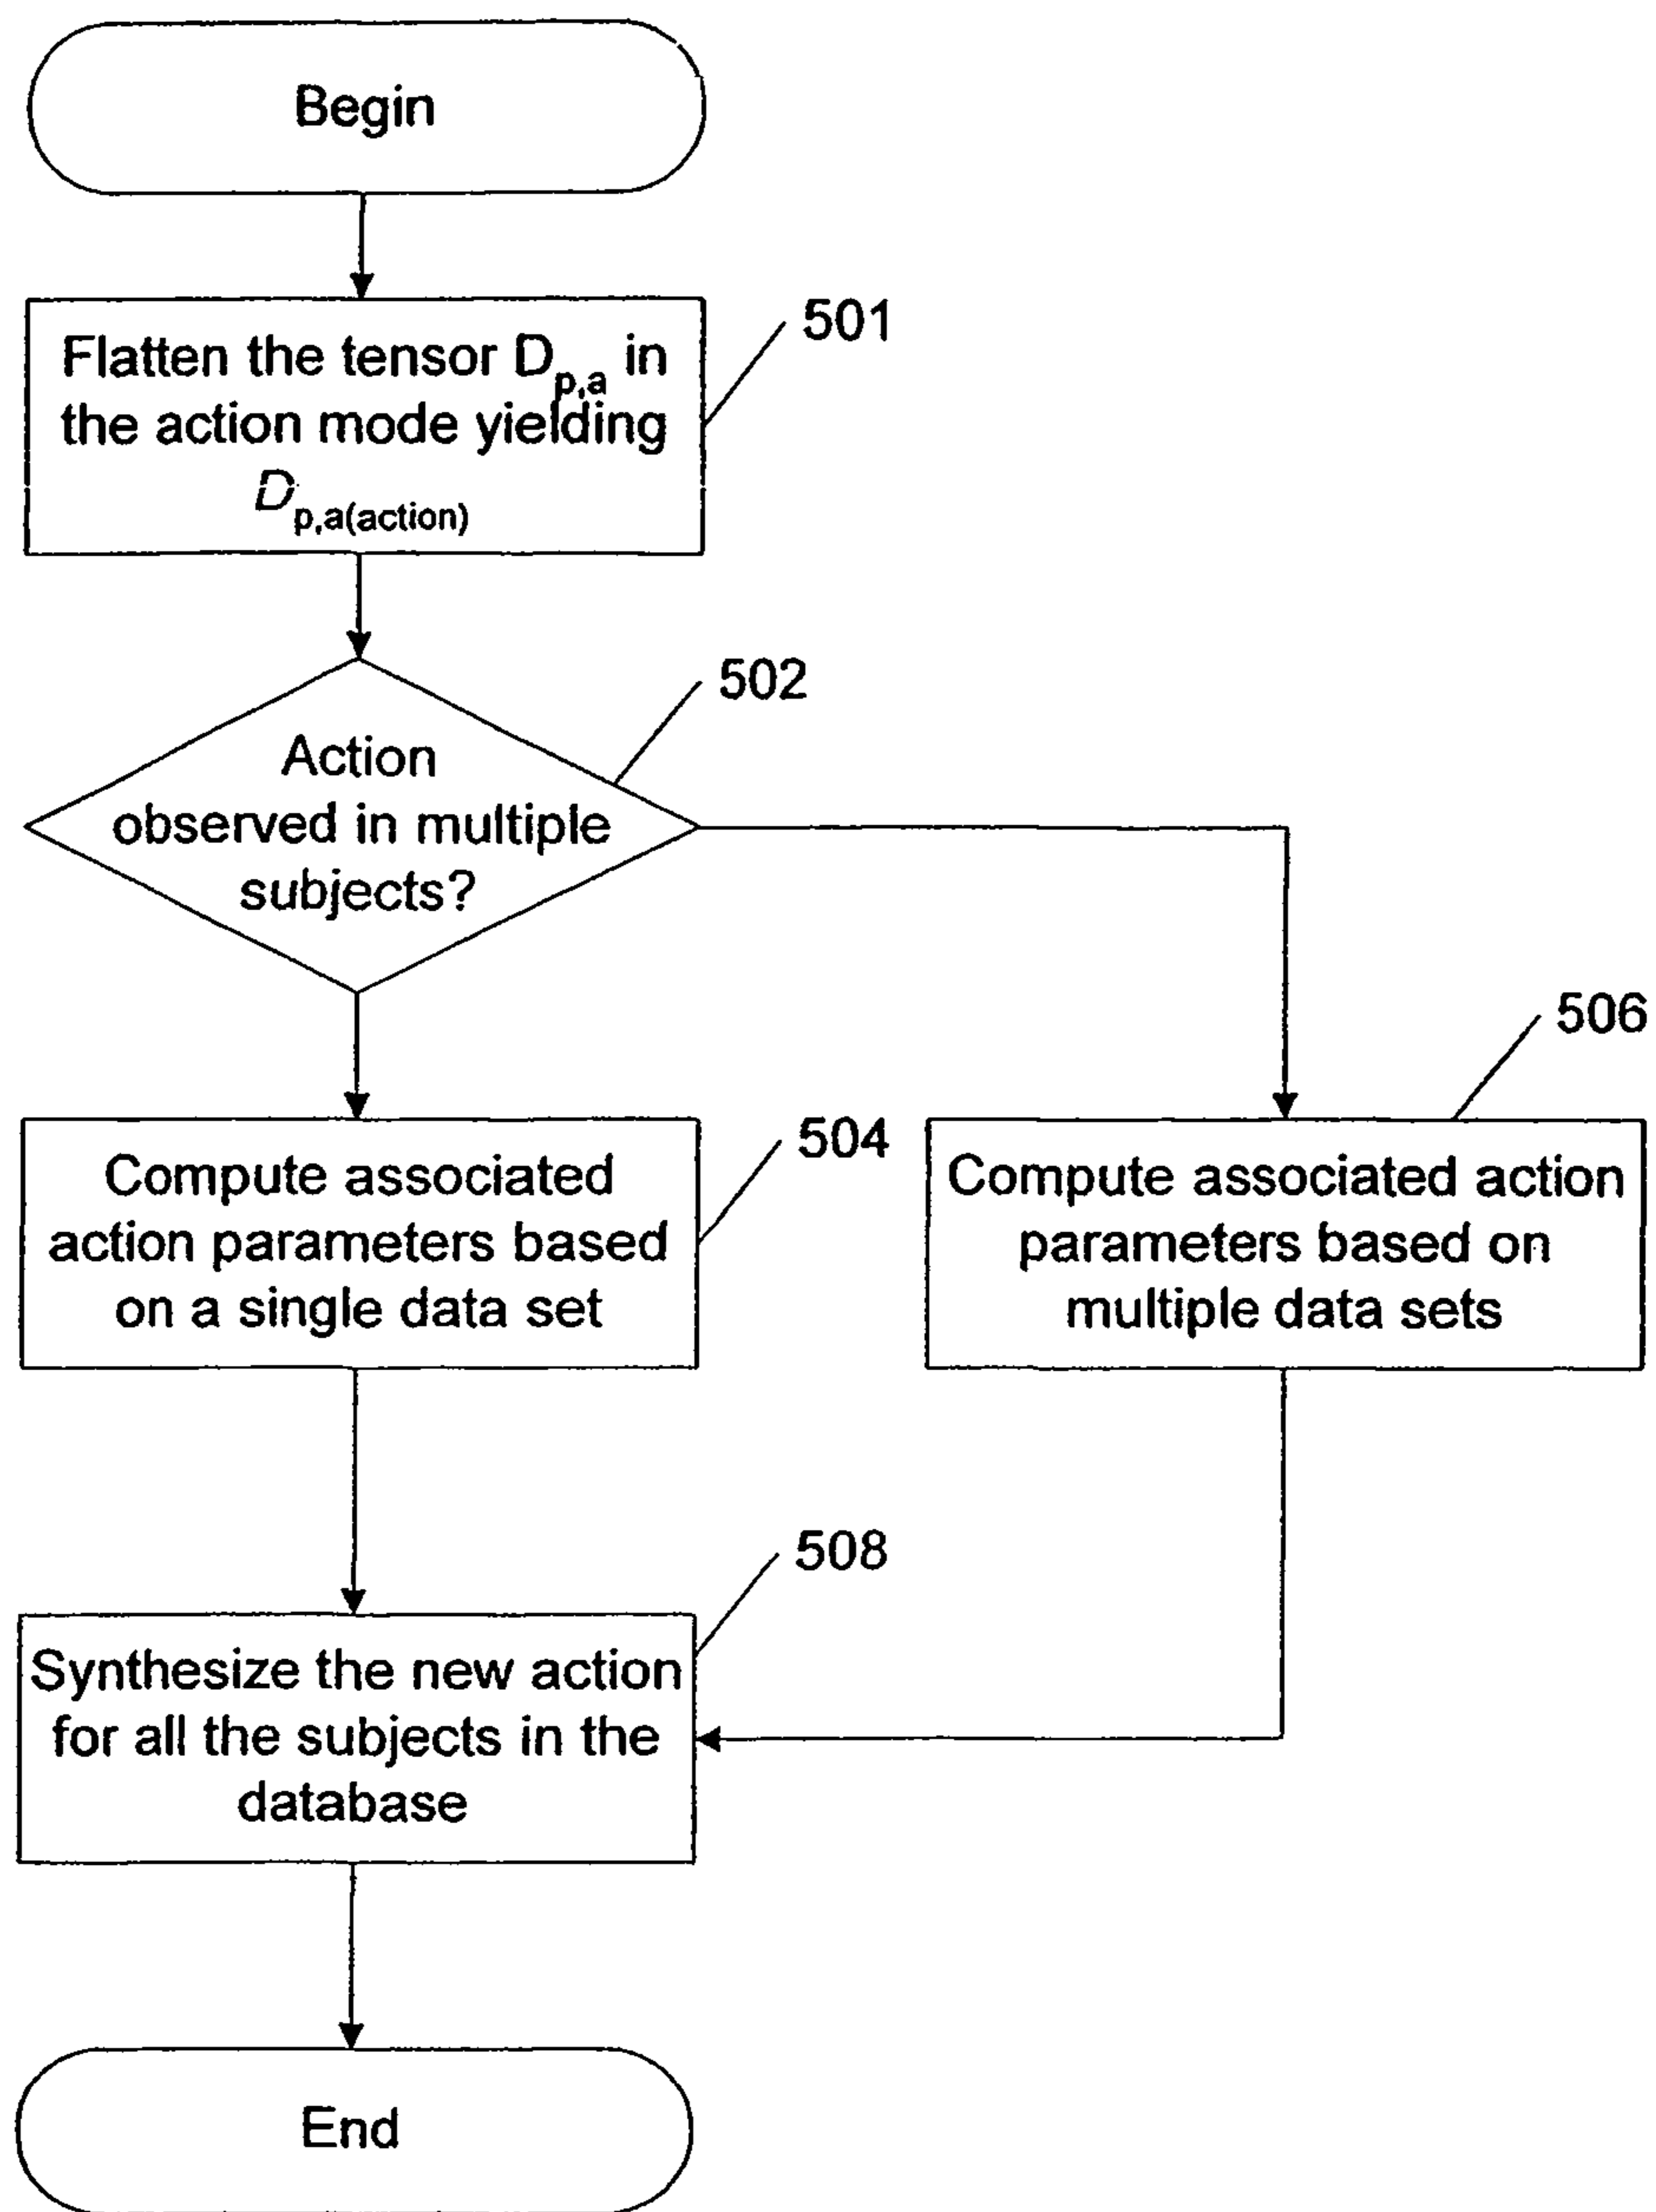 Begin
501
Flatten the tensor D_p,a in
the action mode yielding
D_p,a(action)
502
Action
observed in multiple
subjects?
504
Compute associated
action parameters based
on a single data set
506
Compute associated action
parameters based on
multiple data sets
508
Synthesize the new action
for all the subjects in the
database
End